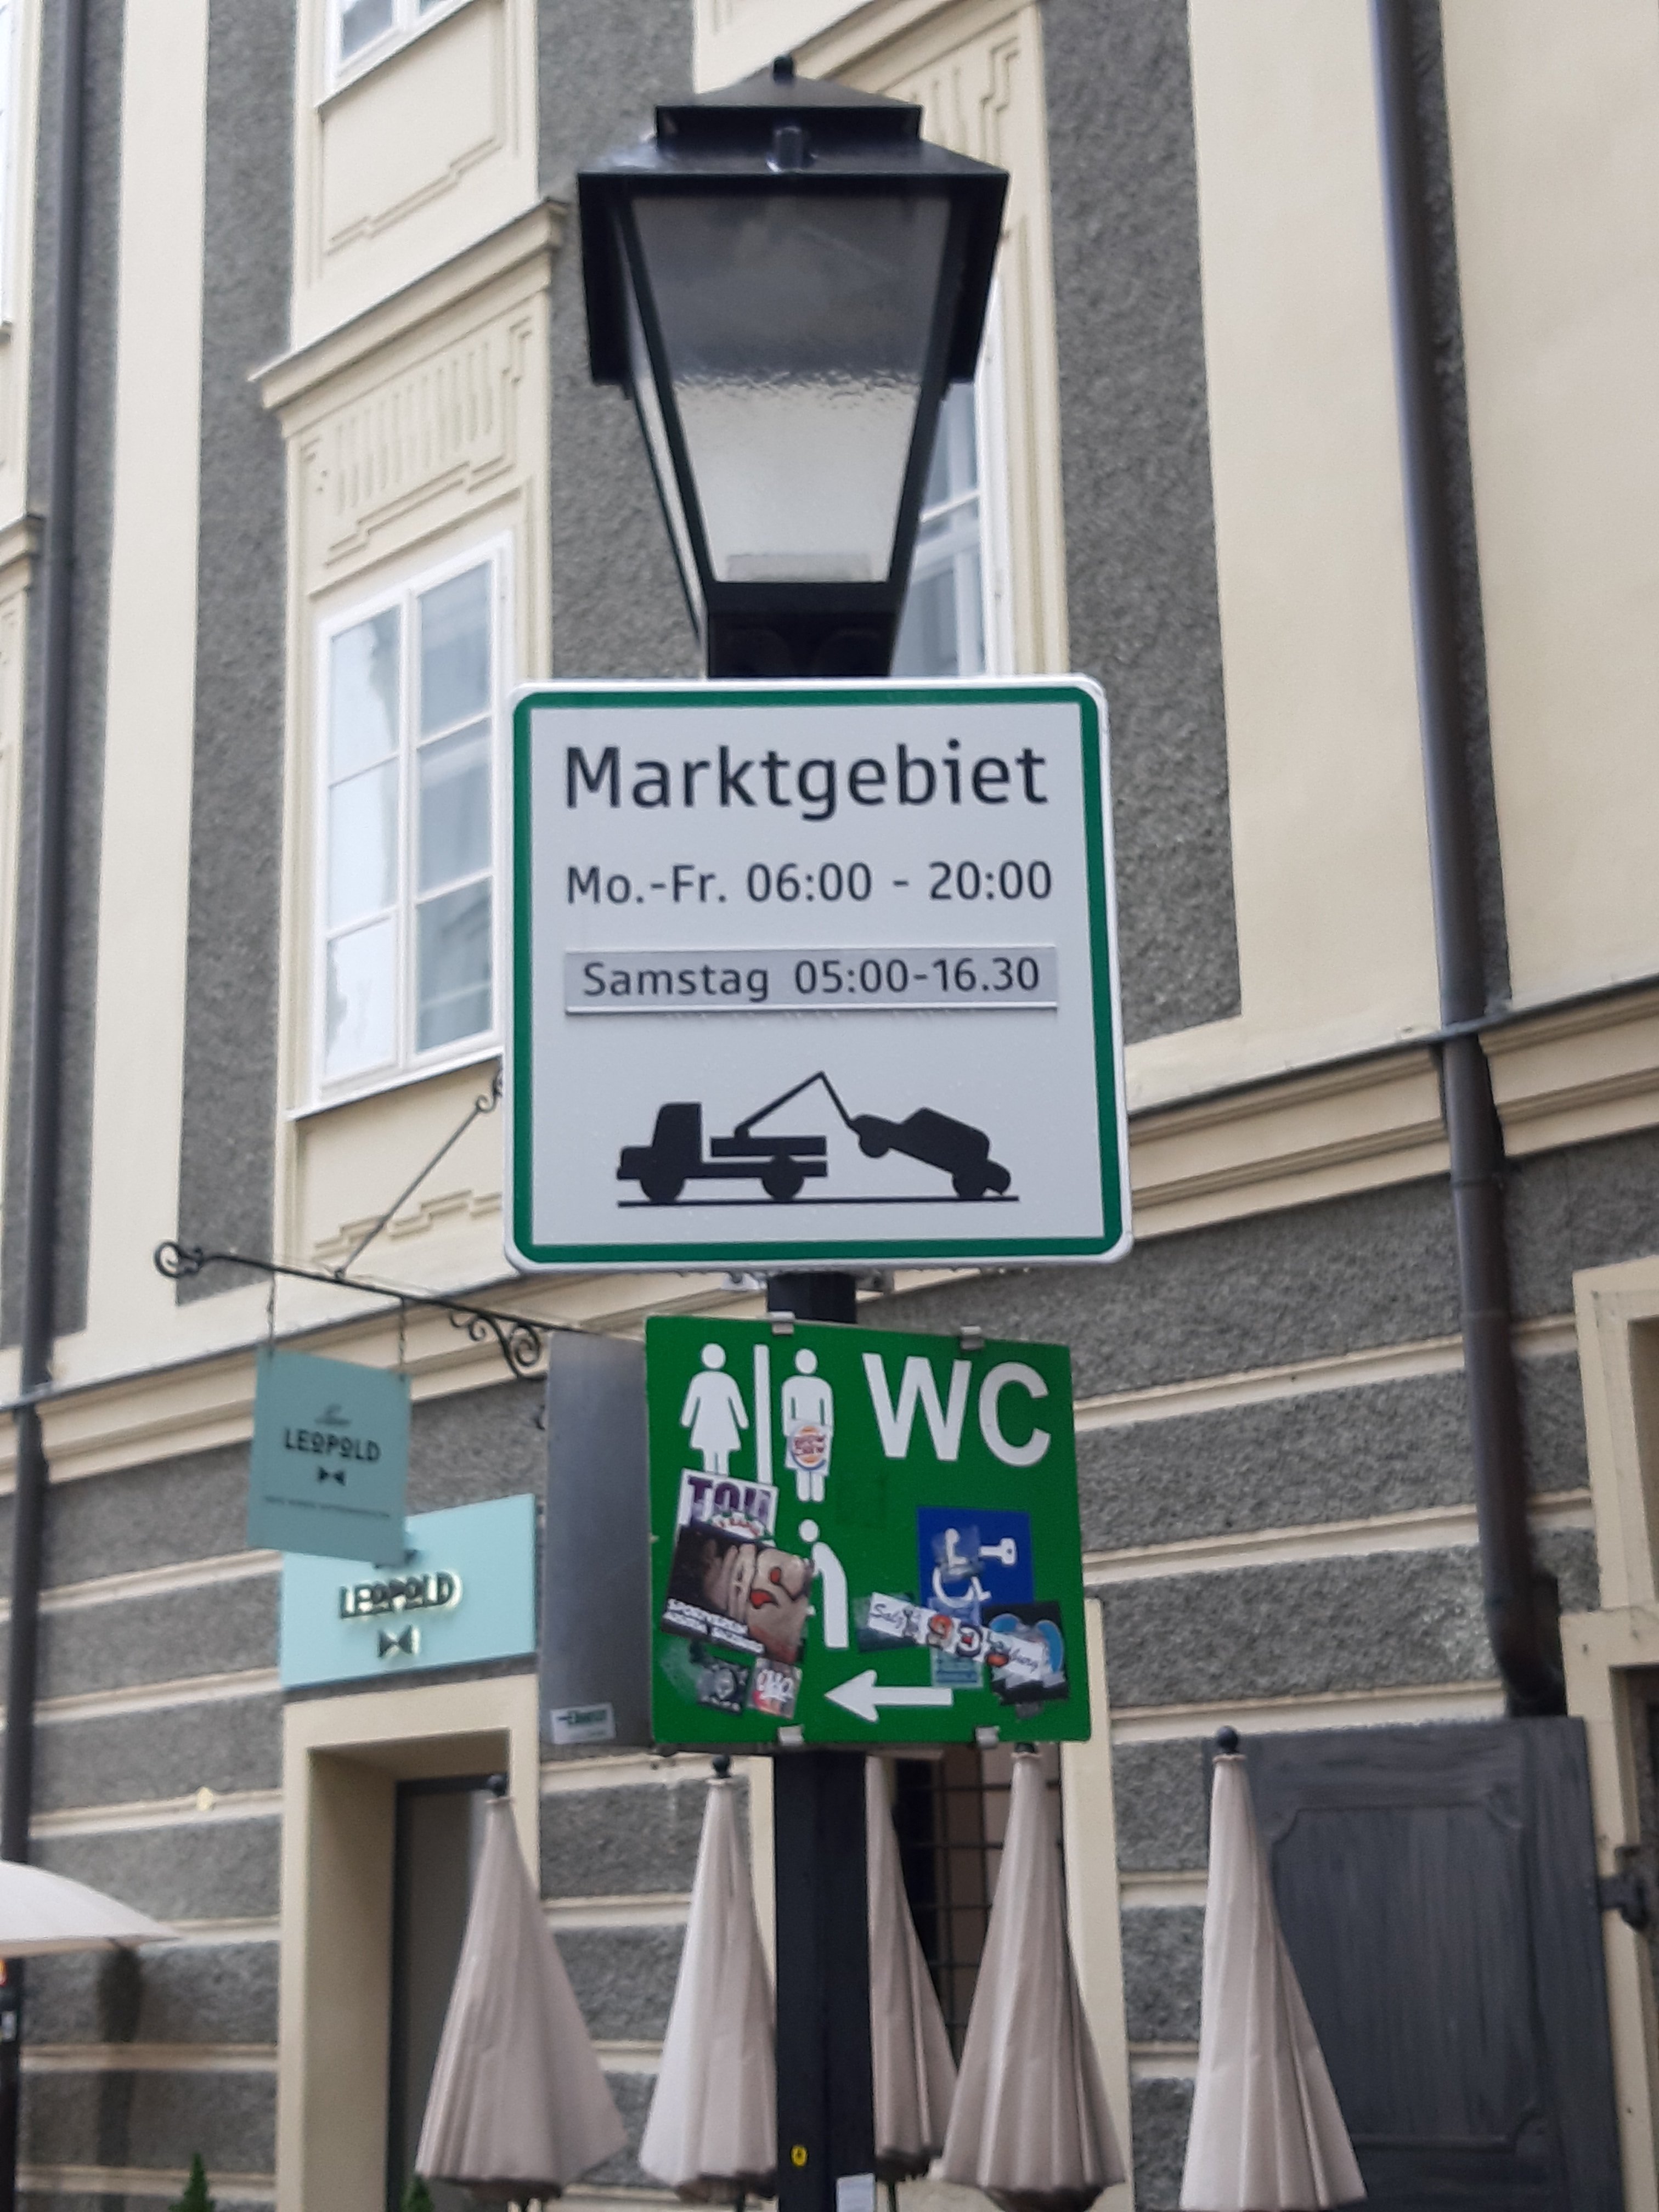 Marktgebiet
Mo.-Fr. 06:00 - 20:00
Samstag 05:00-16.30
WC
LEOPOLD
LEOPOLD